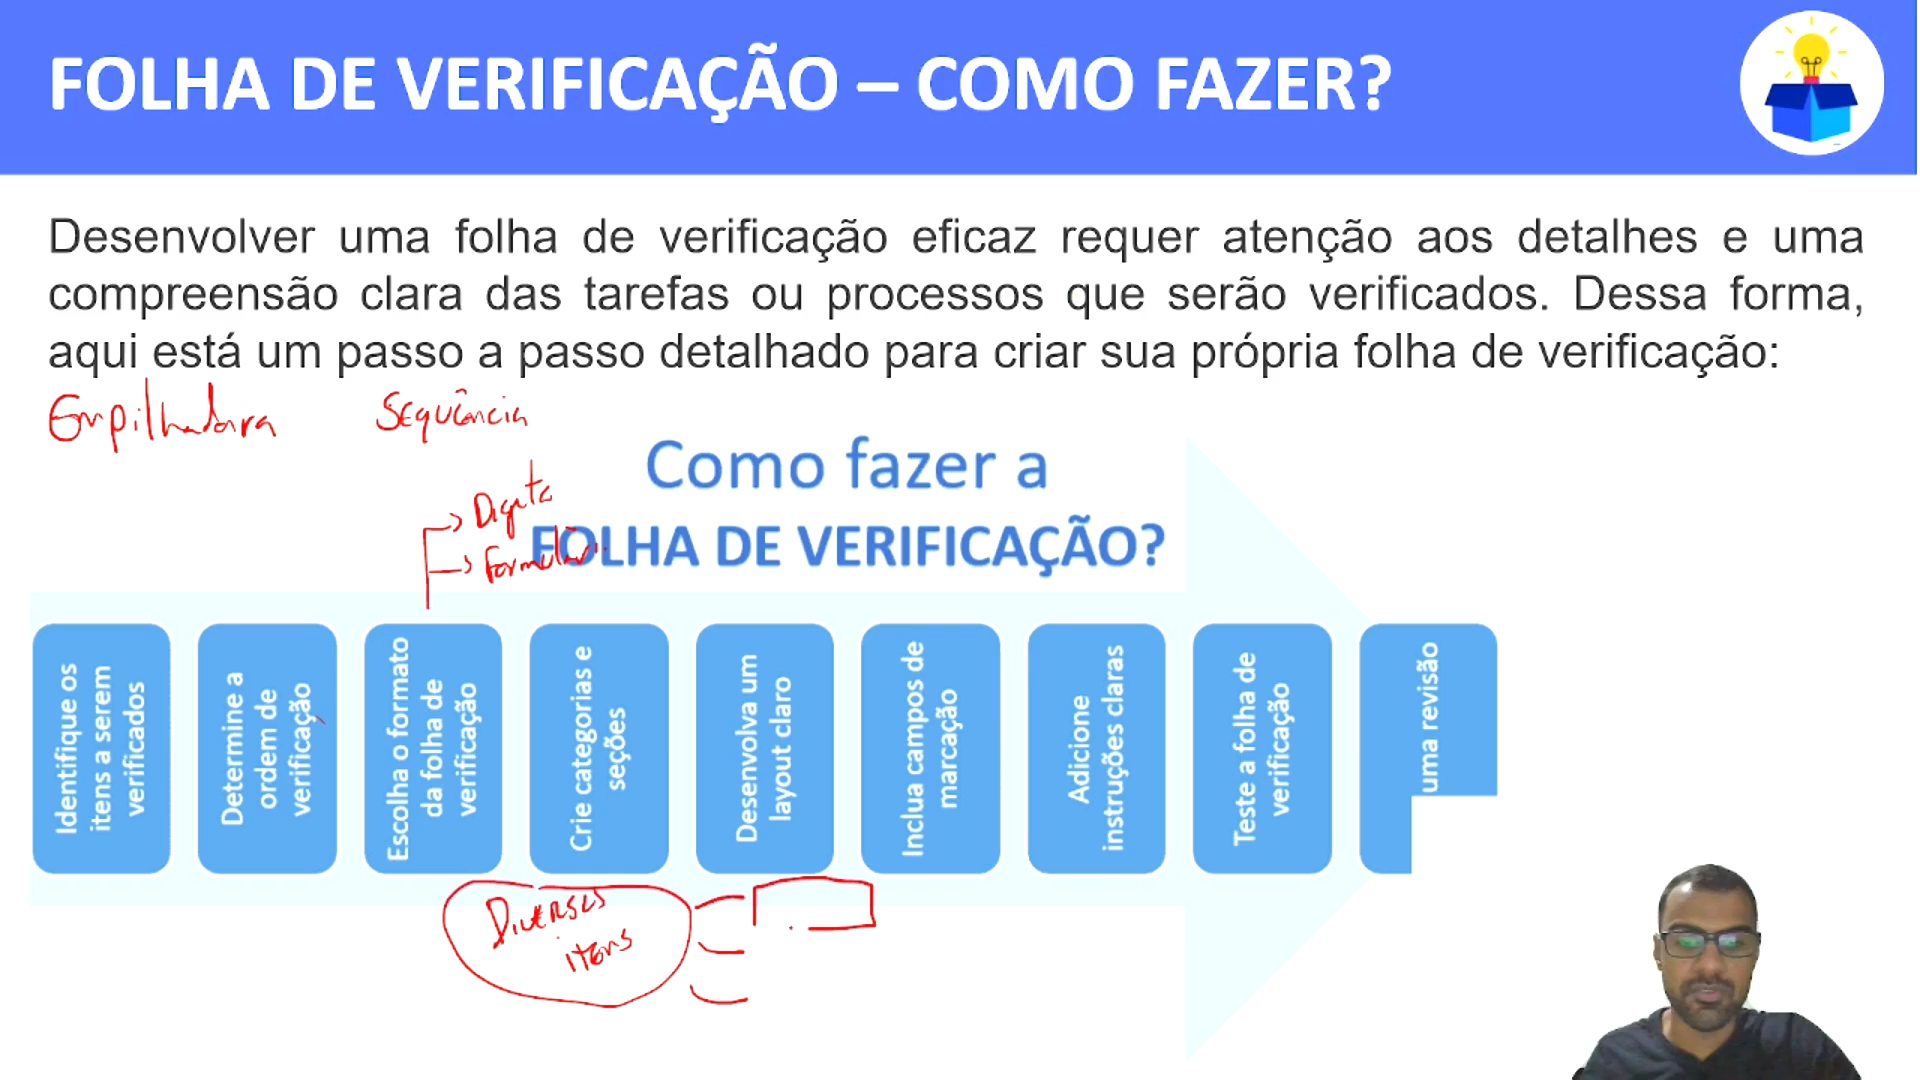 FOLHA DE VERIFICAÇÃO – COMO FAZER?
Desenvolver uma folha de verificação eficaz requer atenção aos detalhes e uma
compreensão clara das tarefas ou processos que serão verificados. Dessa forma,
aqui está um passo a passo detalhado para criar sua própria folha de verificação:
Empilhadora
Sequência
Como fazer a
FOLHA DE VERIFICAÇÃO?
Identifique os
itens a serem
verificados
Determine a
ordem de
verificação
Escolha o formato
da folha de
verificação
Crie categorias e
seções
Desenvolva um
layout claro
Inclua campos de
marcação
Adicione
instruções claras
Teste a folha de
verificação
uma revisão
Diversos
itens